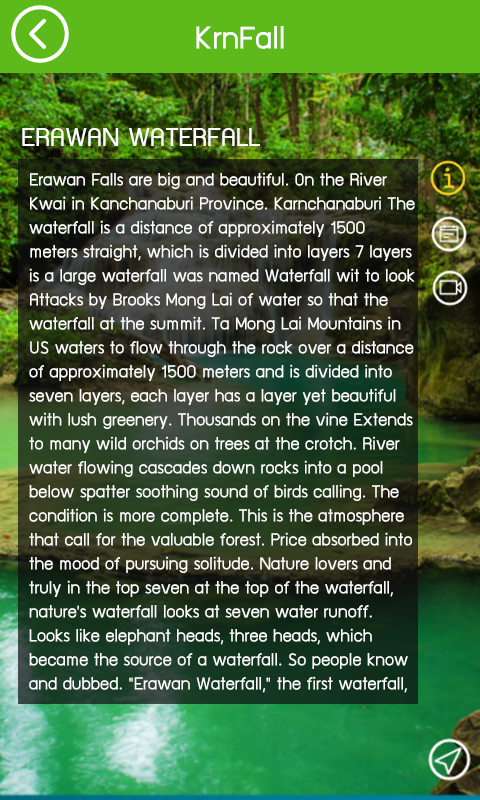 KrnFall
ERAWAN WATERFALL
Erawan Falls are big and beautiful. On the River
Kwai in Kanchanaburi Province. Karnchanaburi The
waterfall is a distance of approximately 1500
meters straight, which is divided into layers 7 layers
is a large waterfall was named Waterfall wit to look
Attacks by Brooks Mong Lai of water so that the
waterfall at the summit. Ta Mong Lai Mountains in
US waters to flow through the rock over a distance
of approximately 1500 meters and is divided into
seven layers, each layer has a layer yet beautiful
with lush greenery. Thousands on the vine Extends
to many wild orchids on trees at the crotch. River
water flowing cascades down rocks into a pool
below spatter soothing sound of birds calling. The
condition is more complete. This is the atmosphere
that call for the valuable forest. Price absorbed into
the mood of pursuing solitude. Nature lovers and
truly in the top seven at the top of the waterfall,
nature's waterfall looks at seven water runoff.
Looks like elephant heads, three heads, which
became the source of a waterfall. So people know
and dubbed. "Erawan Waterfall," the first waterfall,